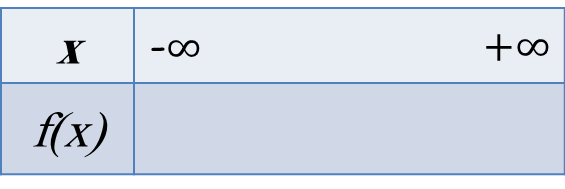 x -∞ +∞
f(x)